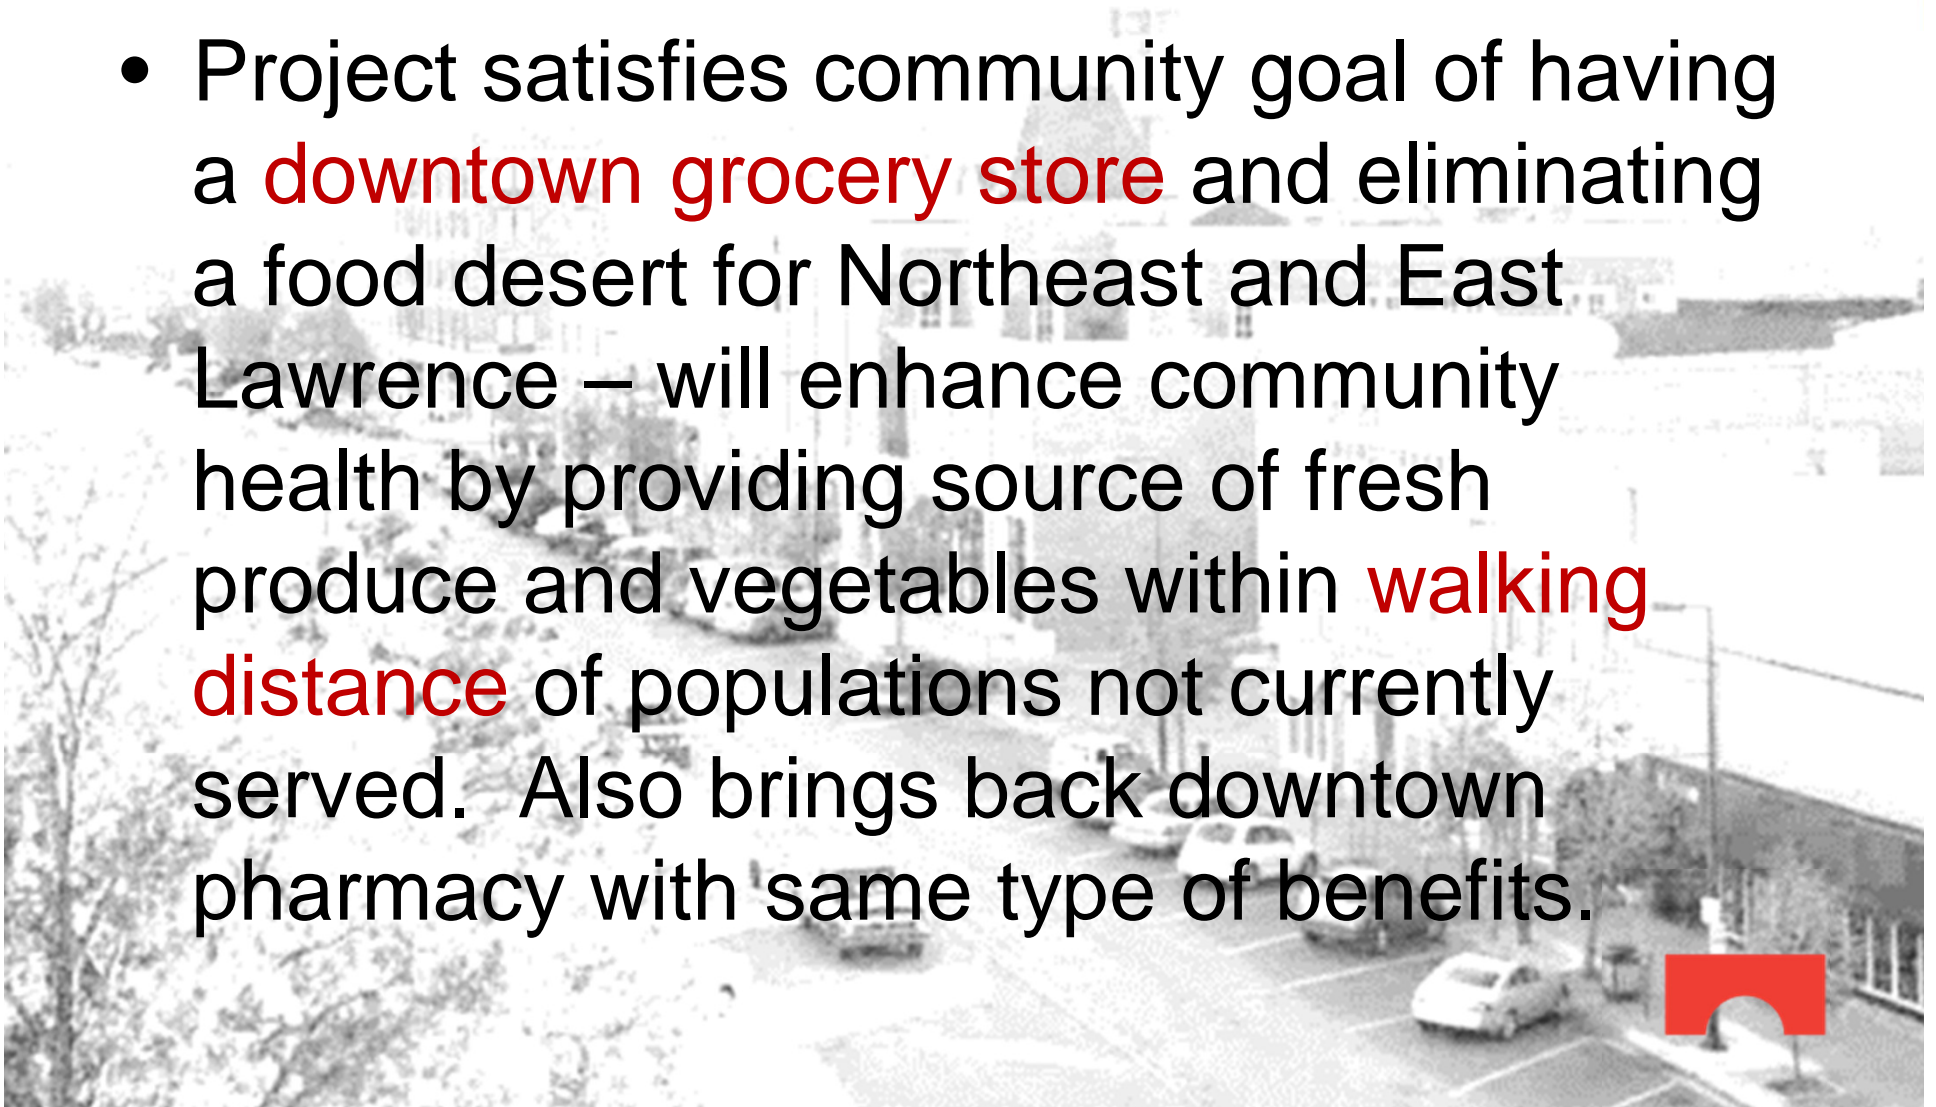 • Project satisfies community goal of having
a downtown grocery store and eliminating
a food desert for Northeast and East
Lawrence – will enhance community
health by providing source of fresh
produce and vegetables within walking
distance of populations not currently
served.  Also brings back downtown
pharmacy with same type of benefits.